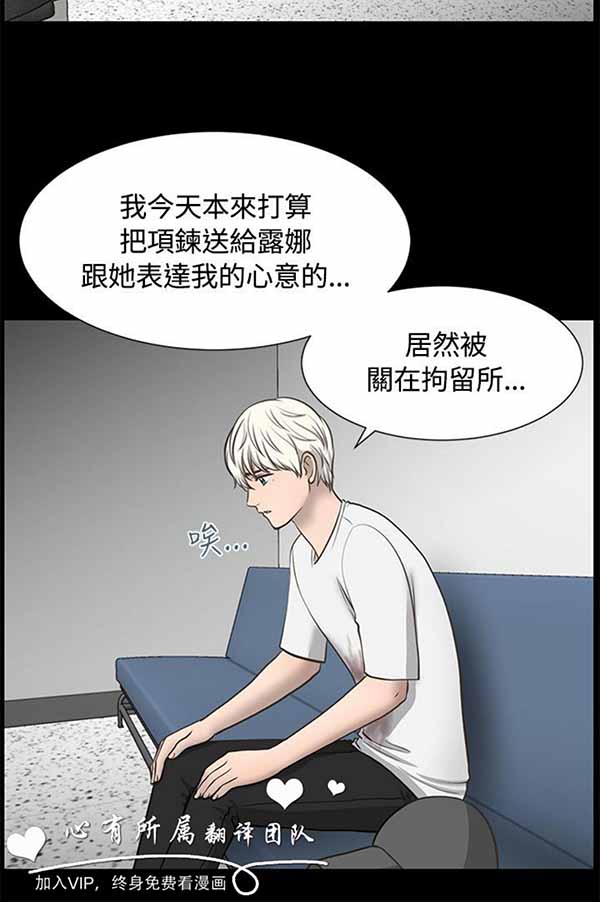 我今天本來打算
把項鍊送給露娜
跟她表達我的心意的...
居然被
關在拘留所...
唉...
心有所属翻译团队
加入VIP，终身免费看漫画